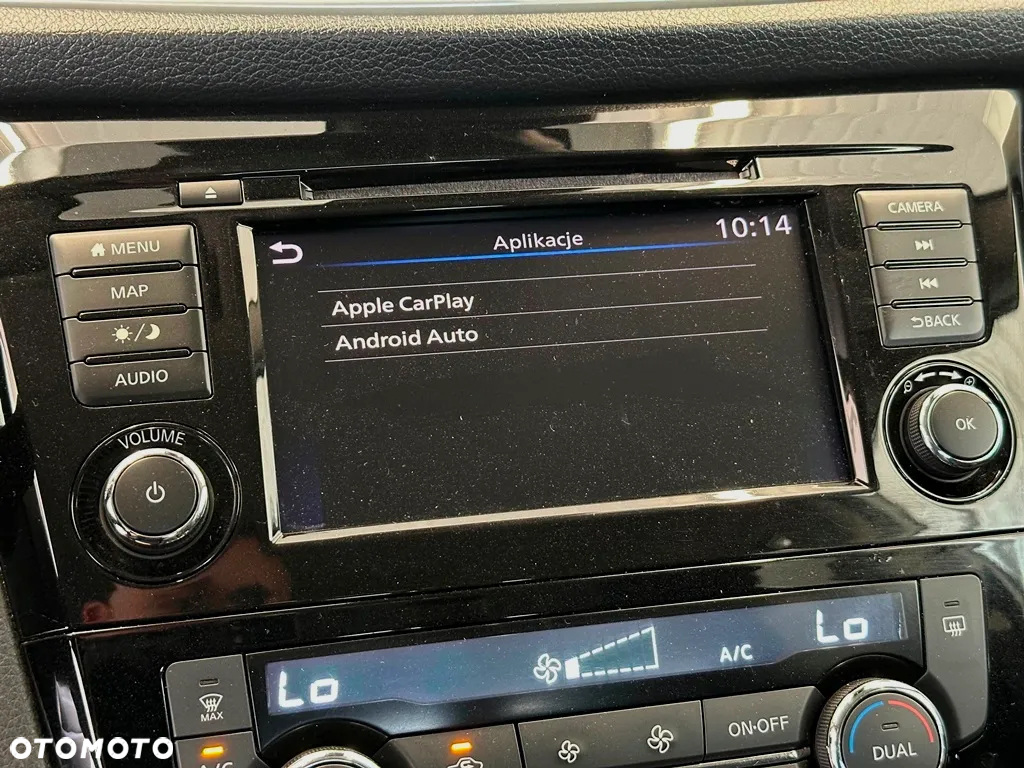 Aplikacje 10:14
Apple CarPlay
Android Auto
MENU
MAP
AUDIO
VOLUME
CAMERA
BACK
OK
Lo A/C Lo
MAX
A/C
ON·OFF
DUAL
OTOMOTO